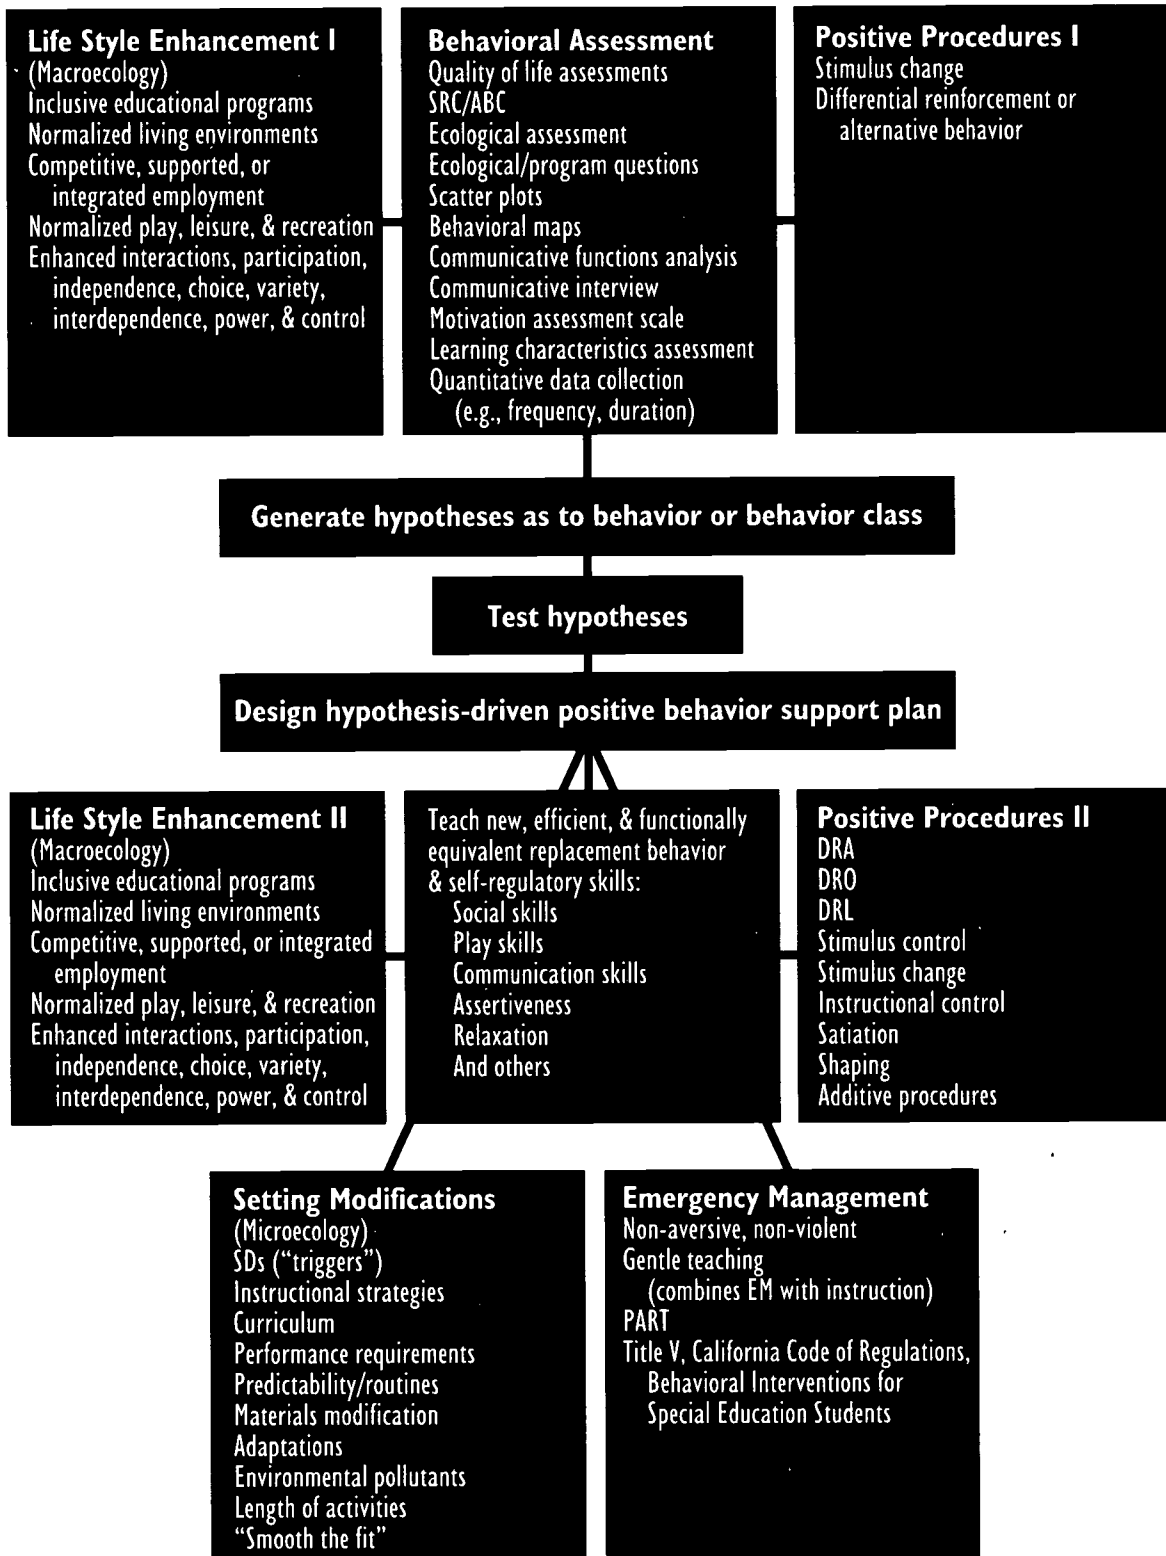 Life Style Enhancement I
(Macroecology)
Inclusive educational programs
Normalized living environments
Competitive, supported, or
integrated employment
Normalized play, leisure, & recreation
Enhanced interactions, participation,
independence, choice, variety,
interdependence, power, & control
Behavioral Assessment
Quality of life assessments
SRC/ABC
Ecological assessment
Ecological/program questions
Scatter plots
Behavioral maps
Communicative functions analysis
Communicative interview
Motivation assessment scale
Learning characteristics assessment
Quantitative data collection
(e.g., frequency, duration)
Positive Procedures I
Stimulus change
Differential reinforcement or
alternative behavior
Generate hypotheses as to behavior or behavior class
Test hypotheses
Design hypothesis-driven positive behavior support plan
Life Style Enhancement II
(Macroecology)
Inclusive educational programs
Normalized living environments
Competitive, supported, or integrated
employment
Normalized play, leisure, & recreation
Enhanced interactions, participation,
independence, choice, variety,
interdependence, power, & control
Teach new, efficient, & functionally
equivalent replacement behavior
& self-regulatory skills:
Social skills
Play skills
Communication skills
Assertiveness
Relaxation
And others
Positive Procedures II
DRA
DRO
DRL
Stimulus control
Stimulus change
Instructional control
Satiation
Shaping
Additive procedures
Setting Modifications
(Microecology)
SDs (“triggers”)
Instructional strategies
Curriculum
Performance requirements
Predictability/routines
Materials modification
Adaptations
Environmental pollutants
Length of activities
“Smooth the fit”
Emergency Management
Non-aversive, non-violent
Gentle teaching
(combines EM with instruction)
PART
Title V, California Code of Regulations,
Behavioral Interventions for
Special Education Students